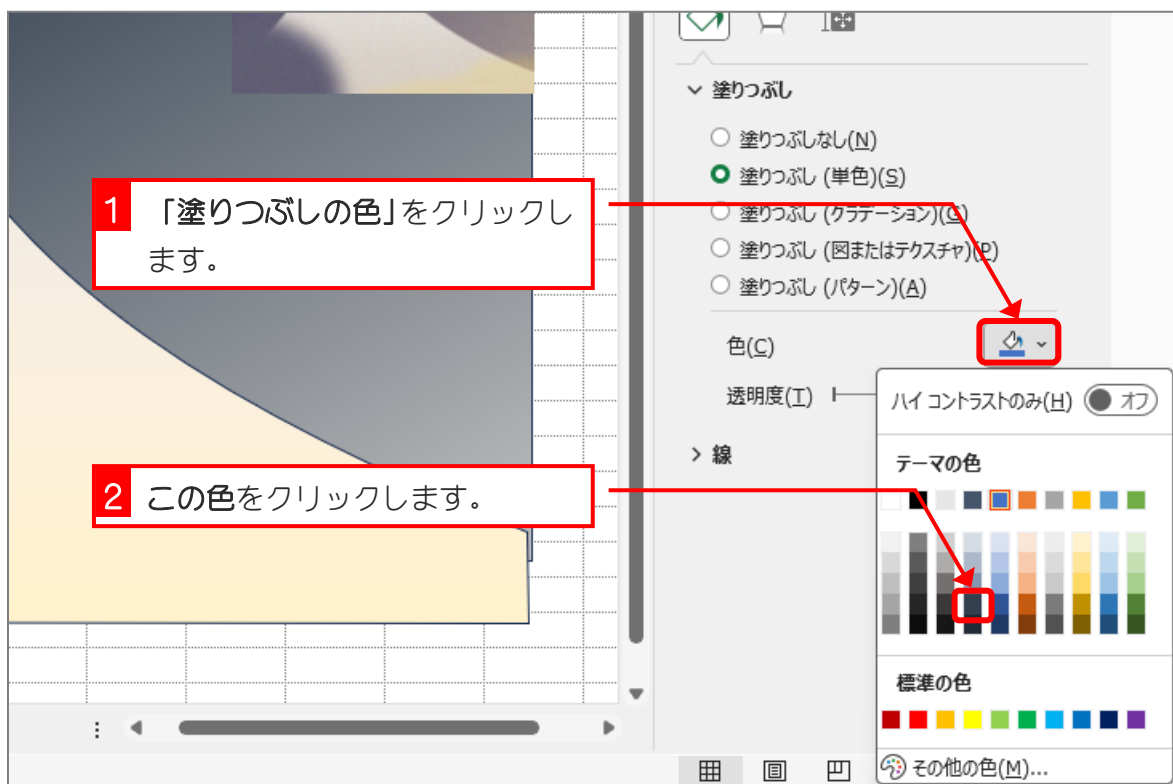 塗りつぶし
塗りつぶしなし(N)
塗りつぶし (単色)(S)
塗りつぶし (グラデーション)(G)
塗りつぶし (図またはテクスチャ)(P)
塗りつぶし (パターン)(A)
1 「塗りつぶしの色」をクリックし
ます。
色(C)
透明度(T)
ハイ コントラストのみ(H) オフ
線
テーマの色
2 この色をクリックします。
標準の色
その他の色(M)...